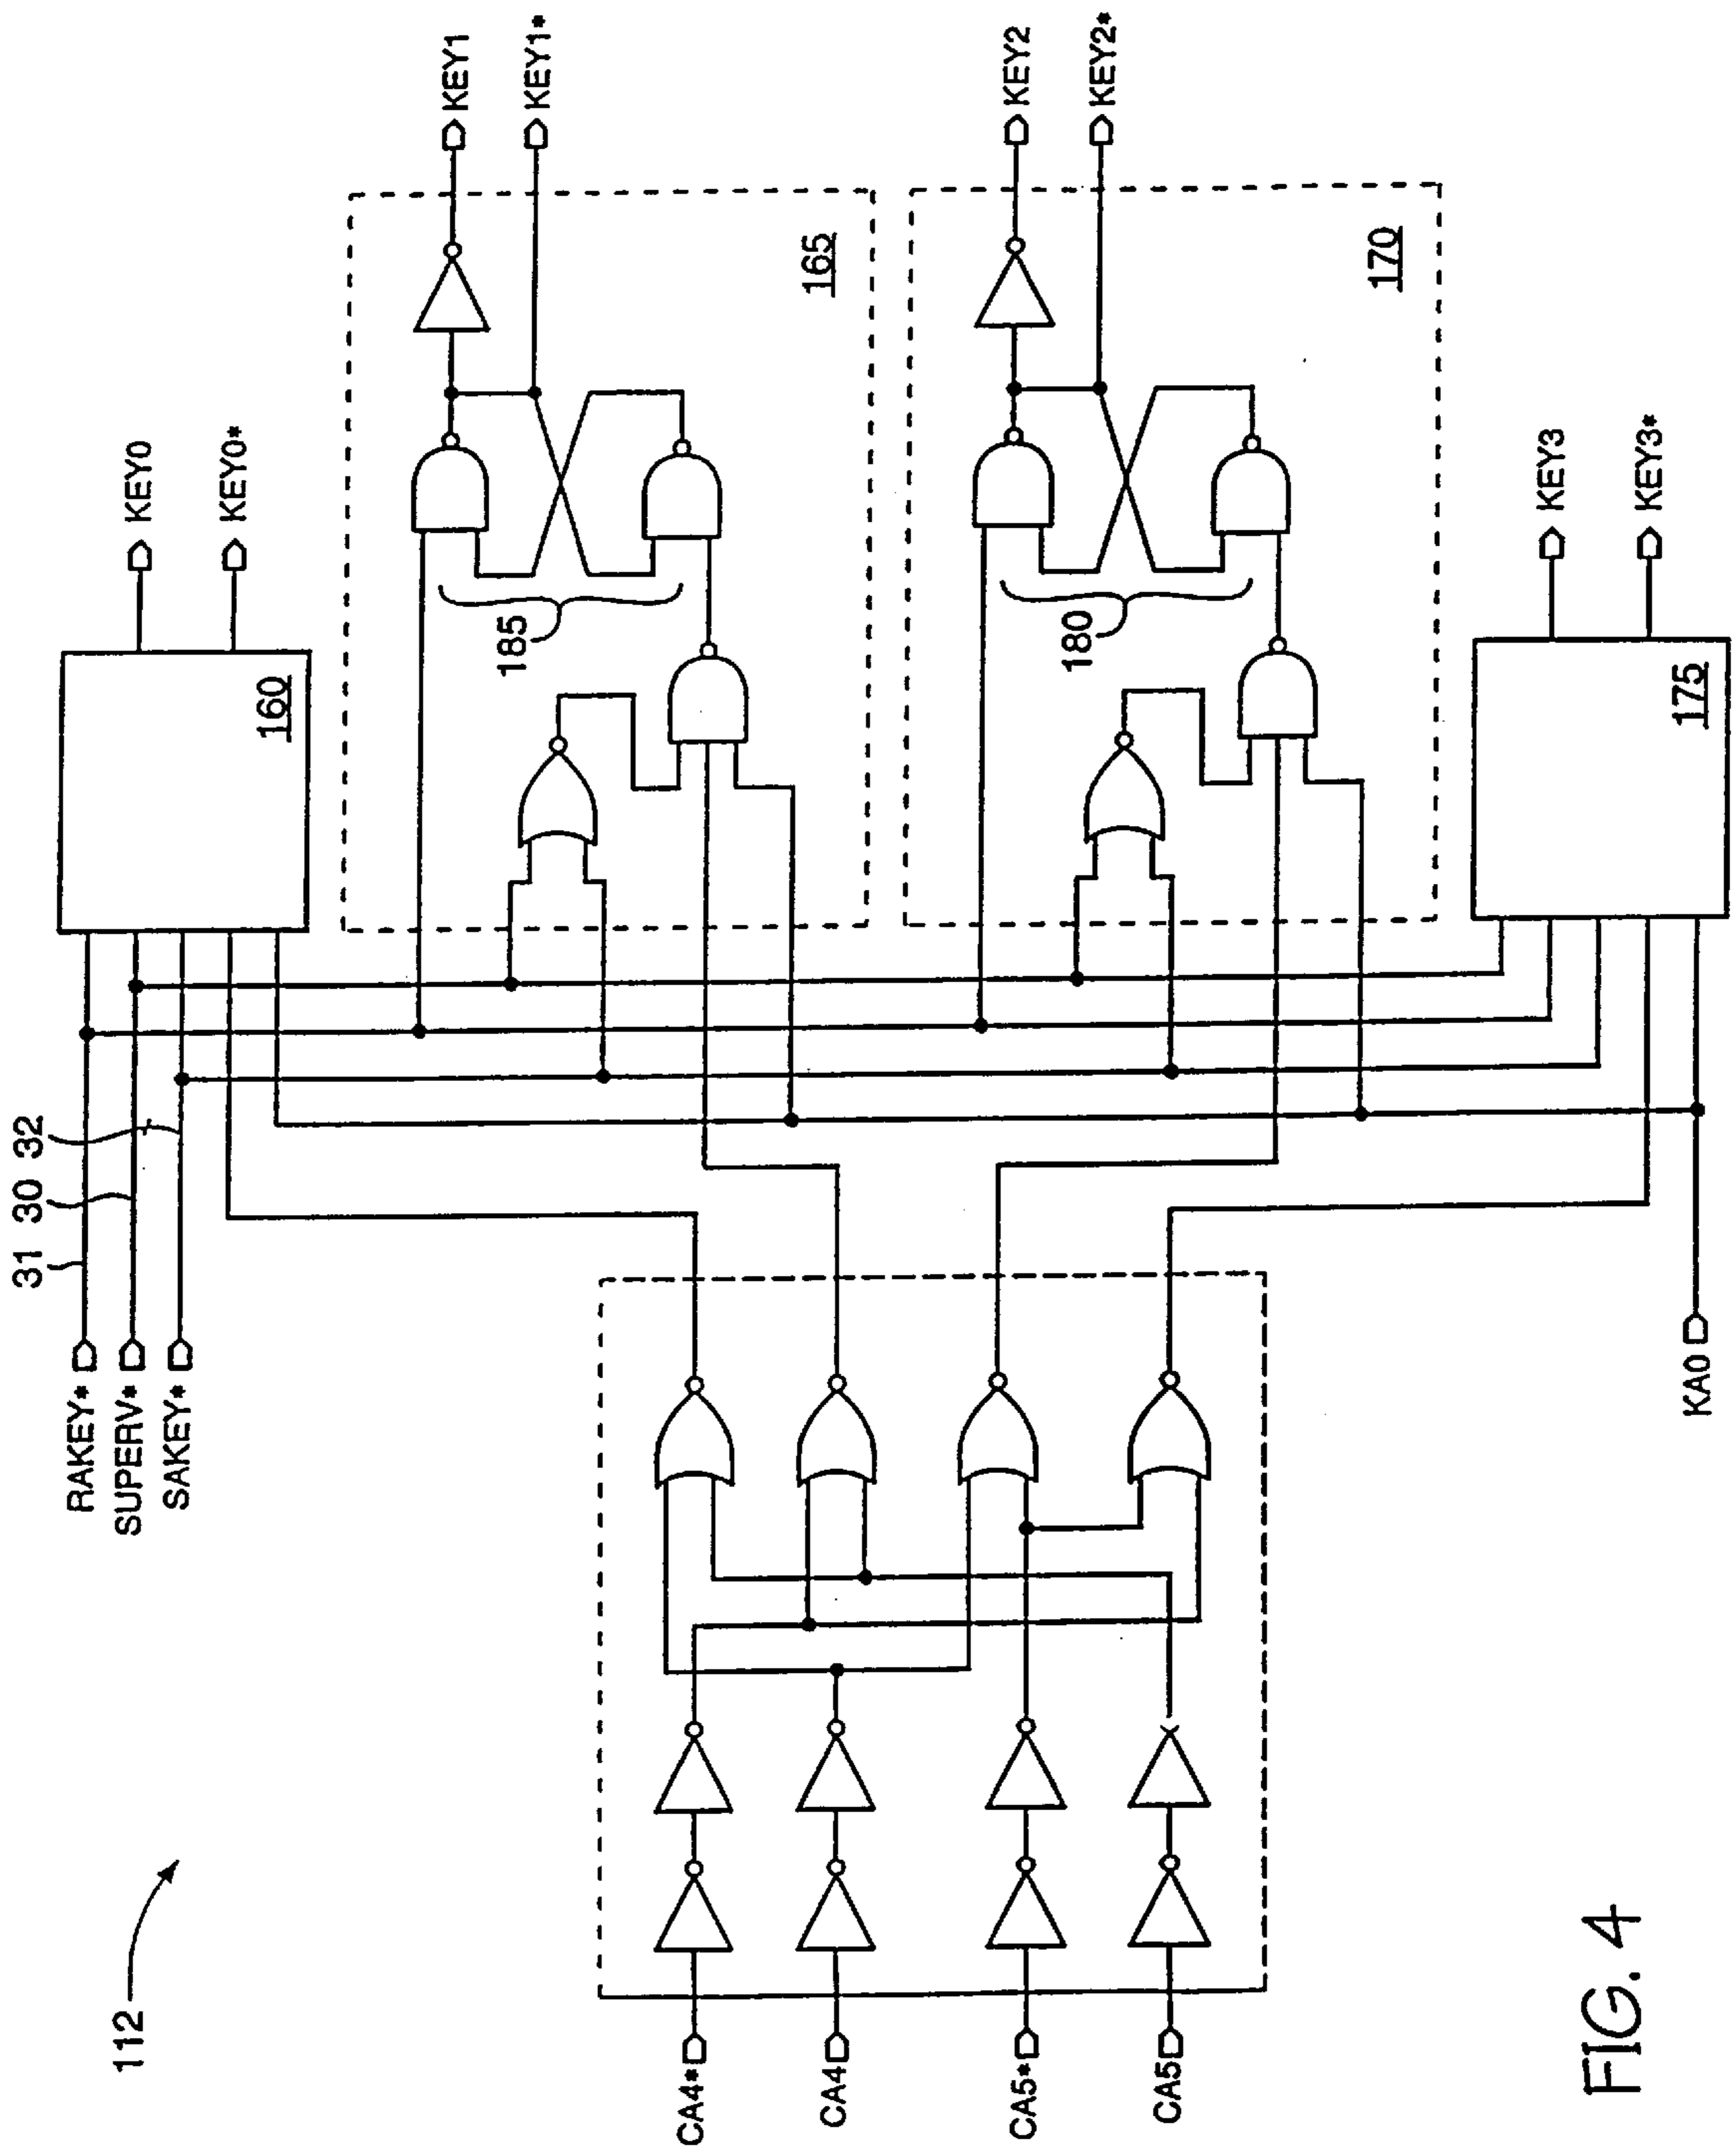 112
31
30
32
RAKEY*
SUPERV*
SAKEY*
KEY0
KEY0*
160
KEY1
KEY1*
185
165
CA4*
CA4
CA5*
CA5
KEY2
KEY2*
180
170
KEY3
KEY3*
175
KA0
FIG. 4